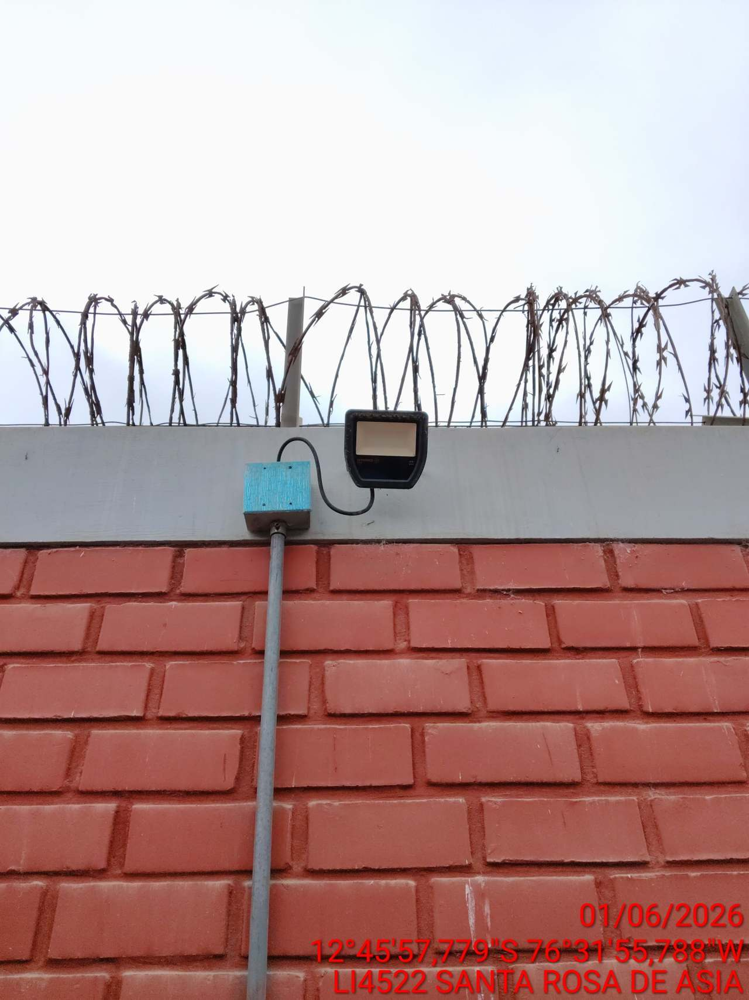 01/06/2026
12°45'57,779"S 76°31'55,788"W
LI4522 SANTA ROSA DE ASIA